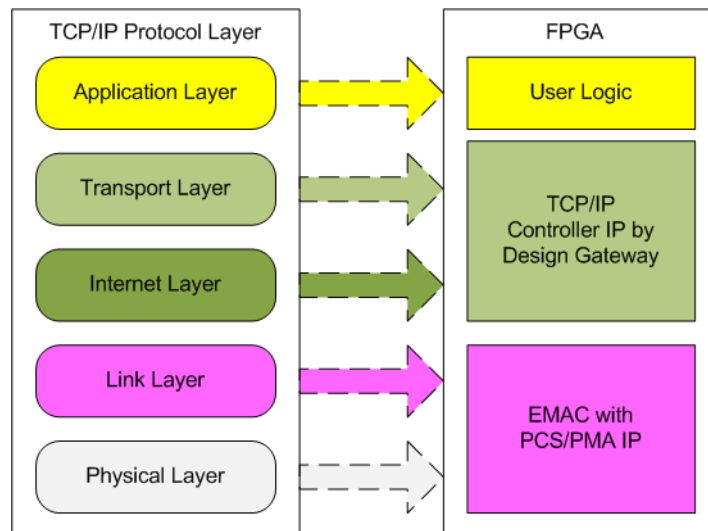 TCP/IP Protocol Layer
Application Layer
Transport Layer
Internet Layer
Link Layer
Physical Layer
FPGA
User Logic
TCP/IP
Controller IP by
Design Gateway
EMAC with
PCS/PMA IP